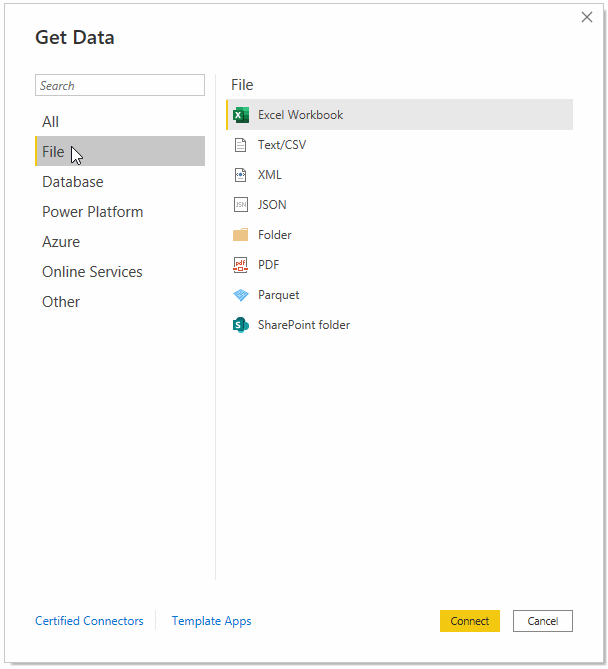 Get Data
Search
All
File
Database
Power Platform
Azure
Online Services
Other
File
Excel Workbook
Text/CSV
XML
JSON
Folder
PDF
Parquet
SharePoint folder
Certified Connectors
Template Apps
Connect
Cancel